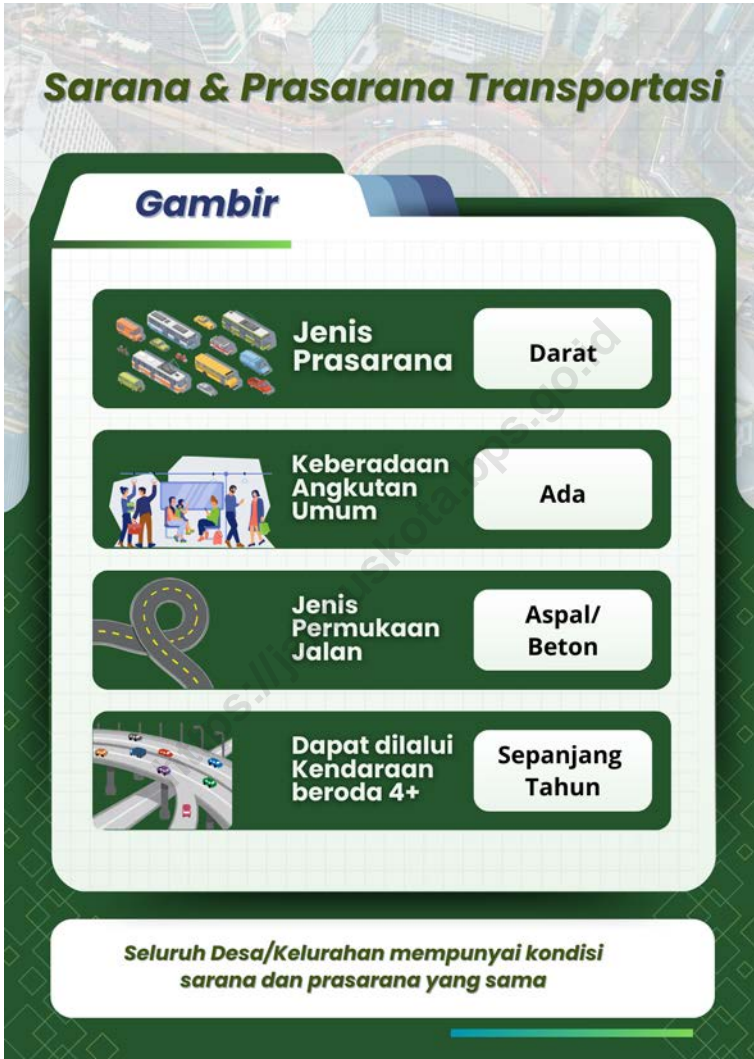 Sarana & Prasarana Transportasi
Gambir
Jenis
Prasarana
Darat
Keberadaan
Angkutan
Umum
Ada
Jenis
Permukaan
Jalan
Aspal/
Beton
Dapat dilalui
Kendaraan
beroda 4+
Sepanjang
Tahun
Seluruh Desa/Kelurahan mempunyai kondisi
sarana dan prasarana yang sama